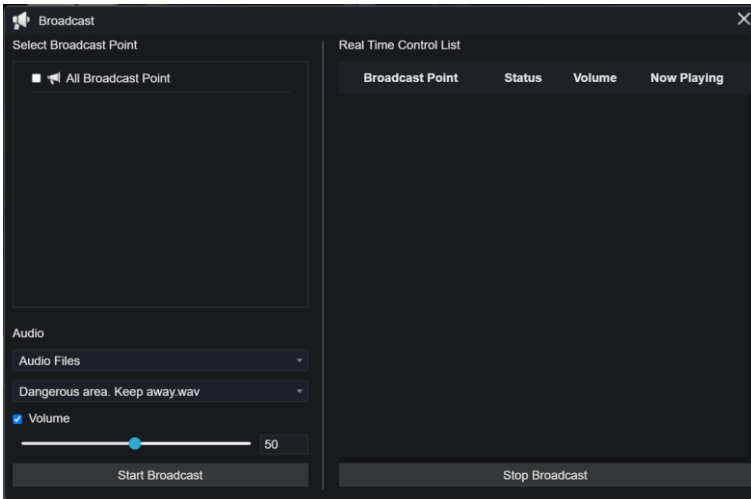 Broadcast
Select Broadcast Point
All Broadcast Point
Audio
Audio Files
Dangerous area. Keep away.wav
Volume
50
Start Broadcast
Real Time Control List
Broadcast Point Status Volume Now Playing
Stop Broadcast